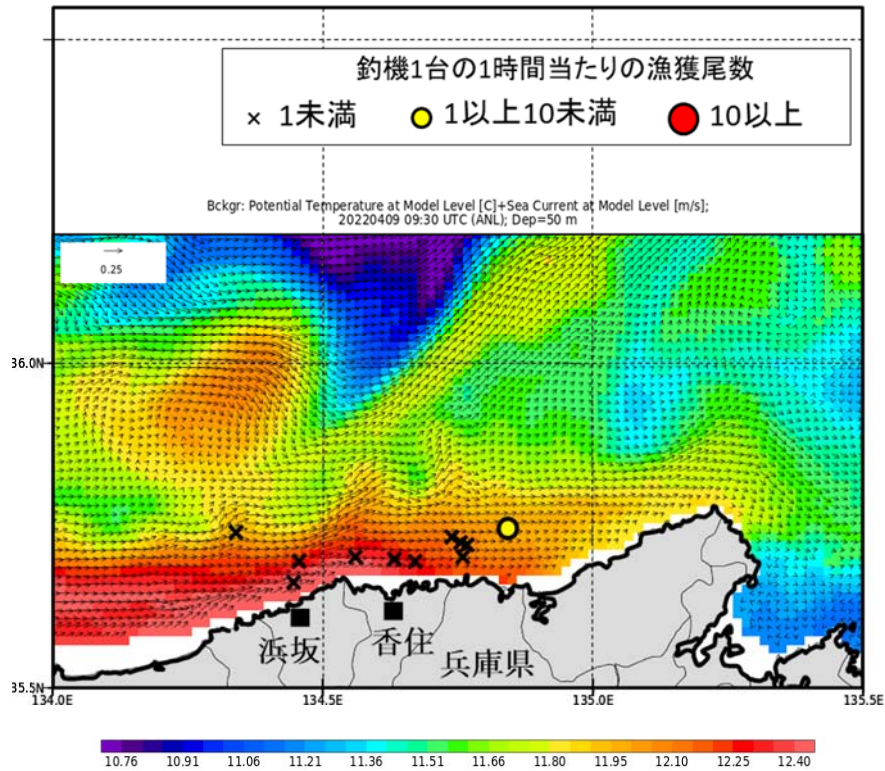 釣機1台の1時間当たりの漁獲尾数
× 1未満 1以上10未満 10以上
Bckgr: Potential Temperature at Model Level [C]+Sea Current at Model Level [m/s];
20220409 09:30 UTC (ANL); Dep=50 m
0.25
36.0N
浜坂 香住 兵庫県
35.5N
134.0E 134.5E 135.0E 135.5E
10.76 10.91 11.06 11.21 11.36 11.51 11.66 11.80 11.95 12.10 12.25 12.40